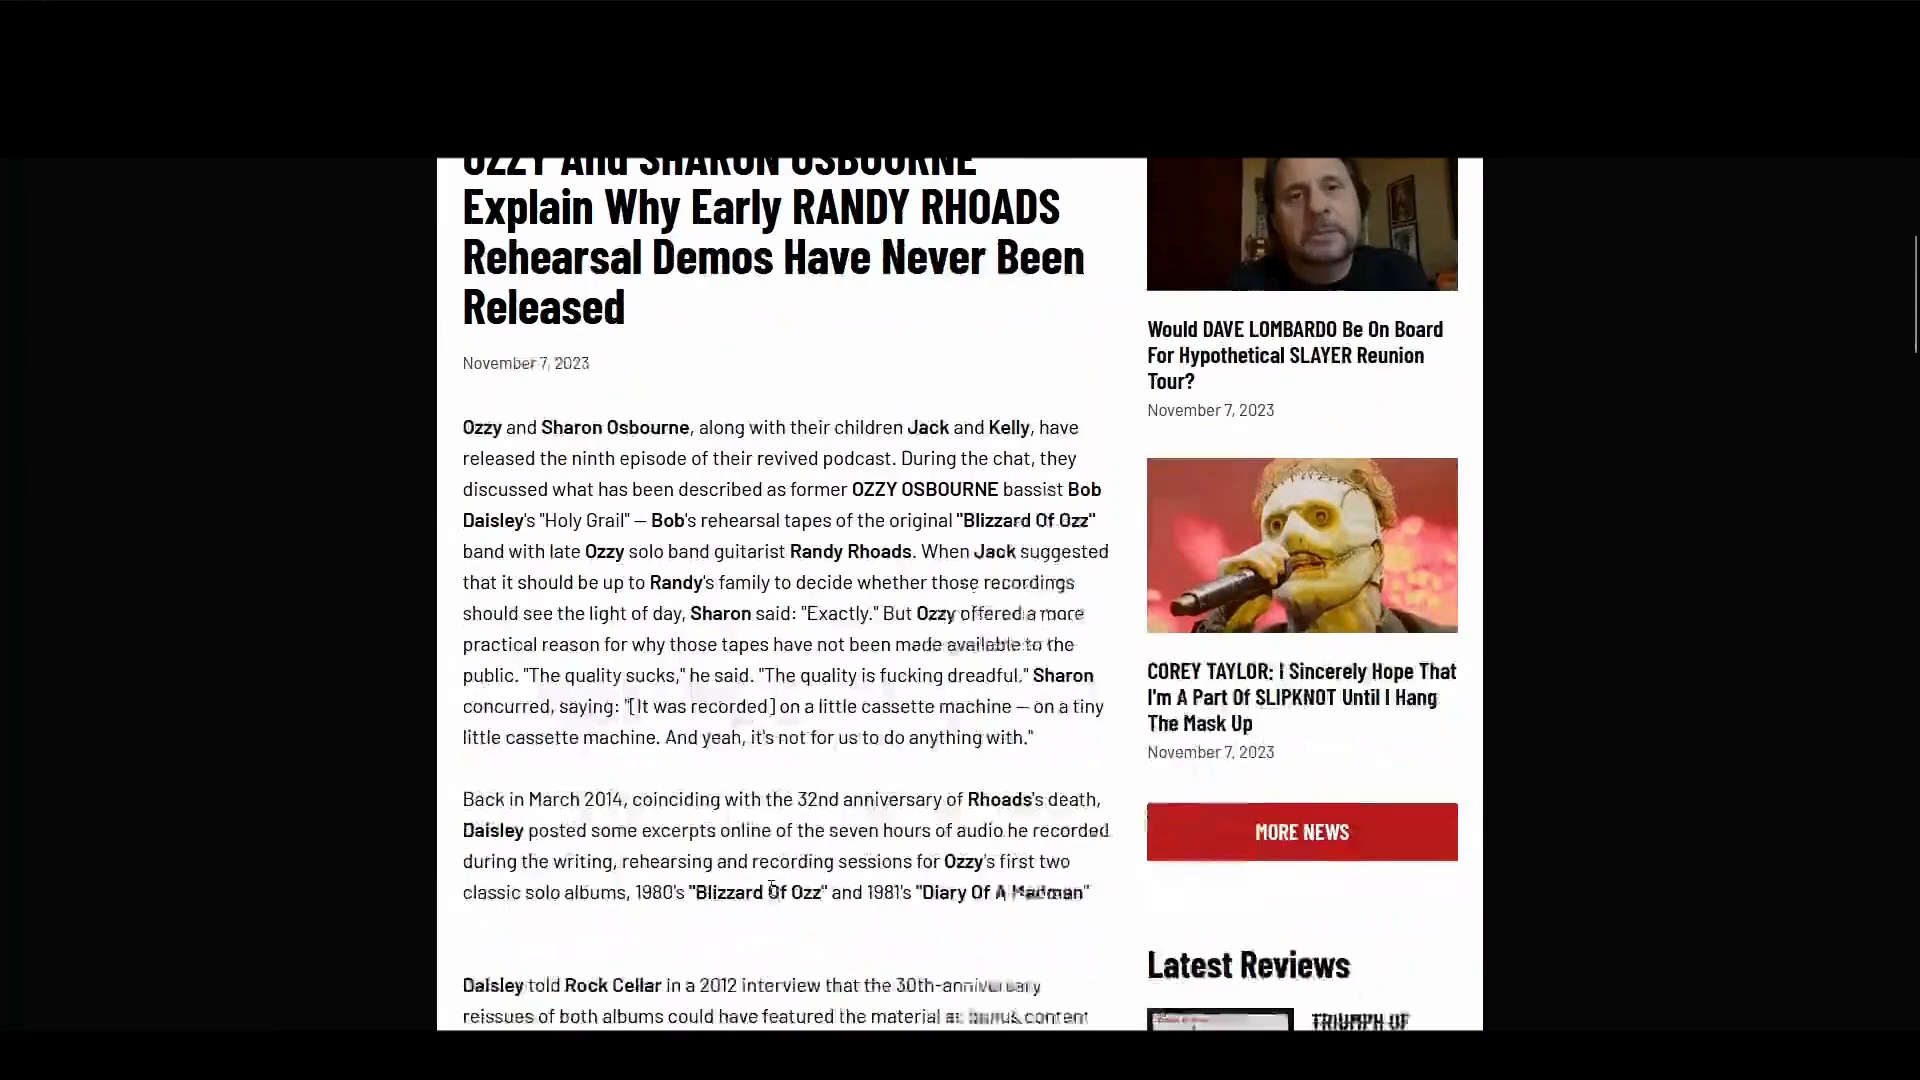 OZZY And SHARON OSBOURNE
Explain Why Early RANDY RHOADS
Rehearsal Demos Have Never Been
Released
November 7, 2023
Ozzy and Sharon Osbourne, along with their children Jack and Kelly, have
released the ninth episode of their revived podcast. During the chat, they
discussed what has been described as former OZZY OSBOURNE bassist Bob
Daisley's "Holy Grail" — Bob's rehearsal tapes of the original "Blizzard Of Ozz"
band with late Ozzy solo band guitarist Randy Rhoads. When Jack suggested
that it should be up to Randy's family to decide whether those recordings
should see the light of day, Sharon said: "Exactly." But Ozzy offered a more
practical reason for why those tapes have not been made available to the
public. "The quality sucks," he said. "The quality is fucking dreadful." Sharon
concurred, saying: "[It was recorded] on a little cassette machine — on a tiny
little cassette machine. And yeah, it's not for us to do anything with."
Back in March 2014, coinciding with the 32nd anniversary of Rhoads's death,
Daisley posted some excerpts online of the seven hours of audio he recorded
during the writing, rehearsing and recording sessions for Ozzy's first two
classic solo albums, 1980's "Blizzard Of Ozz" and 1981's "Diary Of A Madman"
Daisley told Rock Cellar in a 2012 interview that the 30th-anniversary
reissues of both albums could have featured the material as bonus content
Would DAVE LOMBARDO Be On Board
For Hypothetical SLAYER Reunion
Tour?
November 7, 2023
COREY TAYLOR: I Sincerely Hope That
I'm A Part Of SLIPKNOT Until I Hang
The Mask Up
November 7, 2023
MORE NEWS
Latest Reviews
TRIUMPH OF